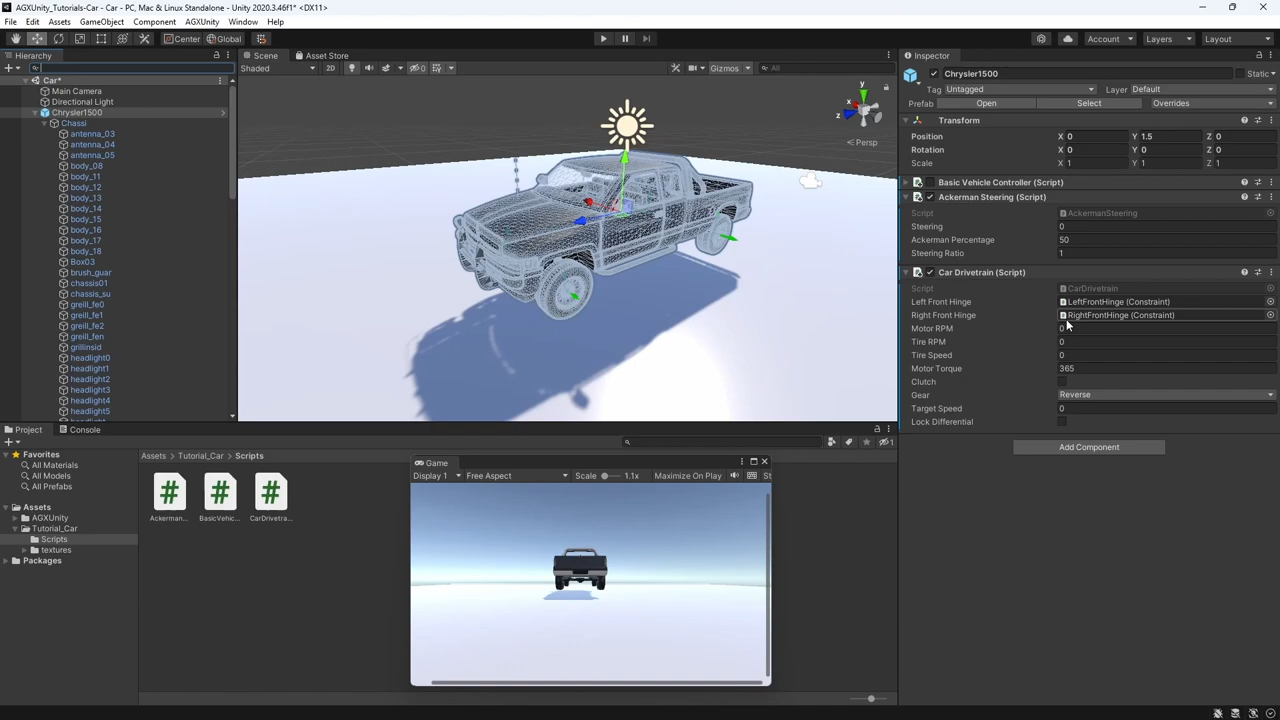 AGXUnity_Tutorials-Car - Car - PC, Mac & Linux Standalone - Unity 2020.3.46f1* <DX11>
File Edit Assets GameObject Component AGXUnity Window Help
Center Global Account Layers Layout
Hierarchy
Car*
Main Camera
Directional Light
Chrysler1500
Chassi
antenna_03
antenna_04
antenna_05
body_08
body_11
body_12
body_13
body_14
body_15
body_16
body_17
body_18
Box03
brush_guar
chassis01
chassis_su
greill_fe0
greill_fe1
greill_fe2
greill_fen
grillinsid
headlight0
headlight1
headlight2
headlight3
headlight4
headlight5
Scene Asset Store
Shaded 2D 0 Gizmos All
y
x
z
Persp
Inspector
Chrysler1500 Static
Tag Untagged Layer Default
Prefab Open Select Overrides
Transform
Position X 0 Y 1.5 Z 0
Rotation X 0 Y 0 Z 0
Scale X 1 Y 1 Z 1
Basic Vehicle Controller (Script)
Ackerman Steering (Script)
Script AckermanSteering
Steering 0
Ackerman Percentage 50
Steering Ratio 1
Car Drivetrain (Script)
Script CarDrivetrain
Left Front Hinge LeftFrontHinge (Constraint)
Right Front Hinge RightFrontHinge (Constraint)
Motor RPM 0
Tire RPM 0
Tire Speed 0
Motor Torque 365
Clutch
Gear Reverse
Target Speed 0
Lock Differential
Add Component
Project Console
1
Favorites
All Materials
All Models
All Prefabs
Assets
AGXUnity
Tutorial_Car
Scripts
textures
Packages
Assets Tutorial_Car Scripts
Ackerman... BasicVehic... CarDrivetra...
Game
Display 1 Free Aspect Scale 1.1x Maximize On Play St